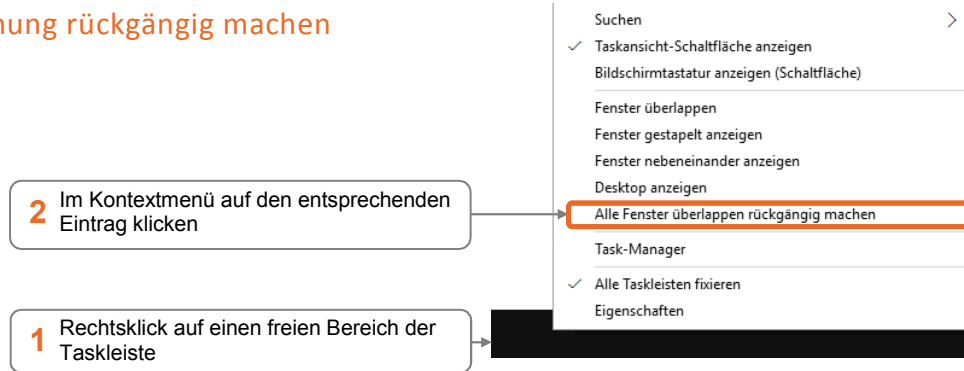 rückgängig machen
Suchen
Taskansicht-Schaltfläche anzeigen
Bildschirmtastatur anzeigen (Schaltfläche)
Fenster überlappen
Fenster gestapelt anzeigen
Fenster nebeneinander anzeigen
Desktop anzeigen
Alle Fenster überlappen rückgängig machen
Task-Manager
Alle Taskleisten fixieren
Eigenschaften
2 Im Kontextmenü auf den entsprechenden
Eintrag klicken
1 Rechtsklick auf einen freien Bereich der
Taskleiste